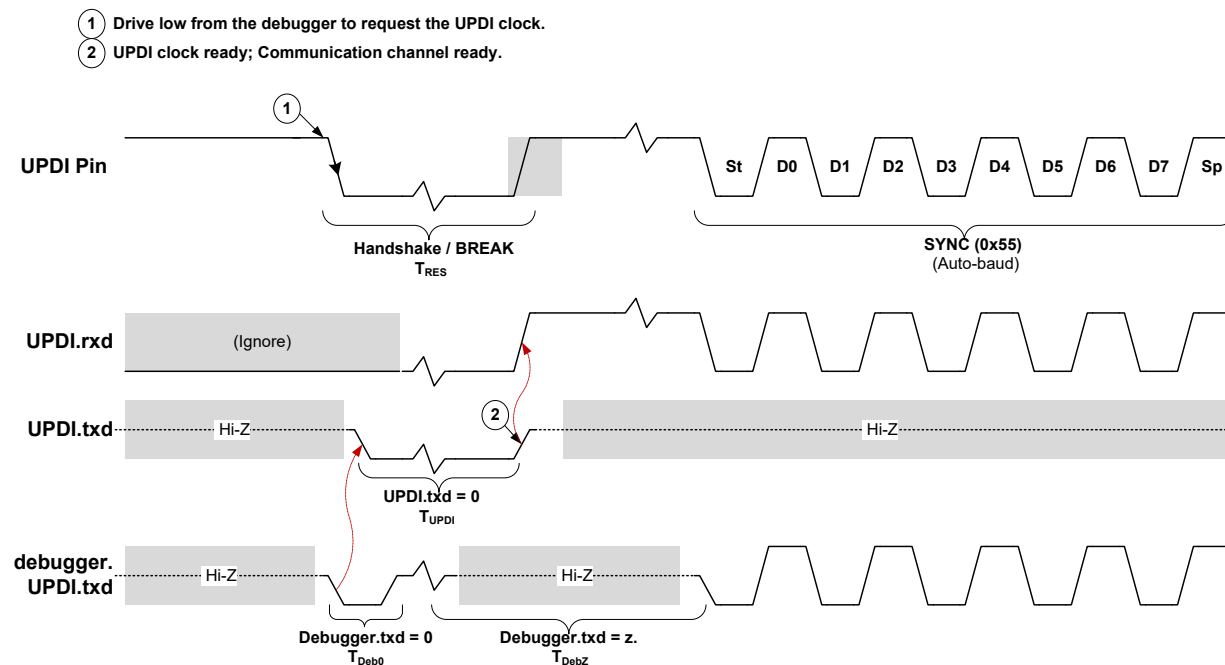 1 Drive low from the debugger to request the UPDI clock.
2 UPDI clock ready; Communication channel ready.
1
UPDI Pin
St D0 D1 D2 D3 D4 D5 D6 D7 Sp
Handshake / BREAK
TRES
SYNC (0x55)
(Auto-baud)
UPDI.rxd
(Ignore)
2
UPDI.txd
Hi-Z
Hi-Z
UPDI.txd = 0
TUPDI
debugger.
UPDI.txd
Hi-Z
Hi-Z
Debugger.txd = 0
TDeb0
Debugger.txd = z.
TDebZ